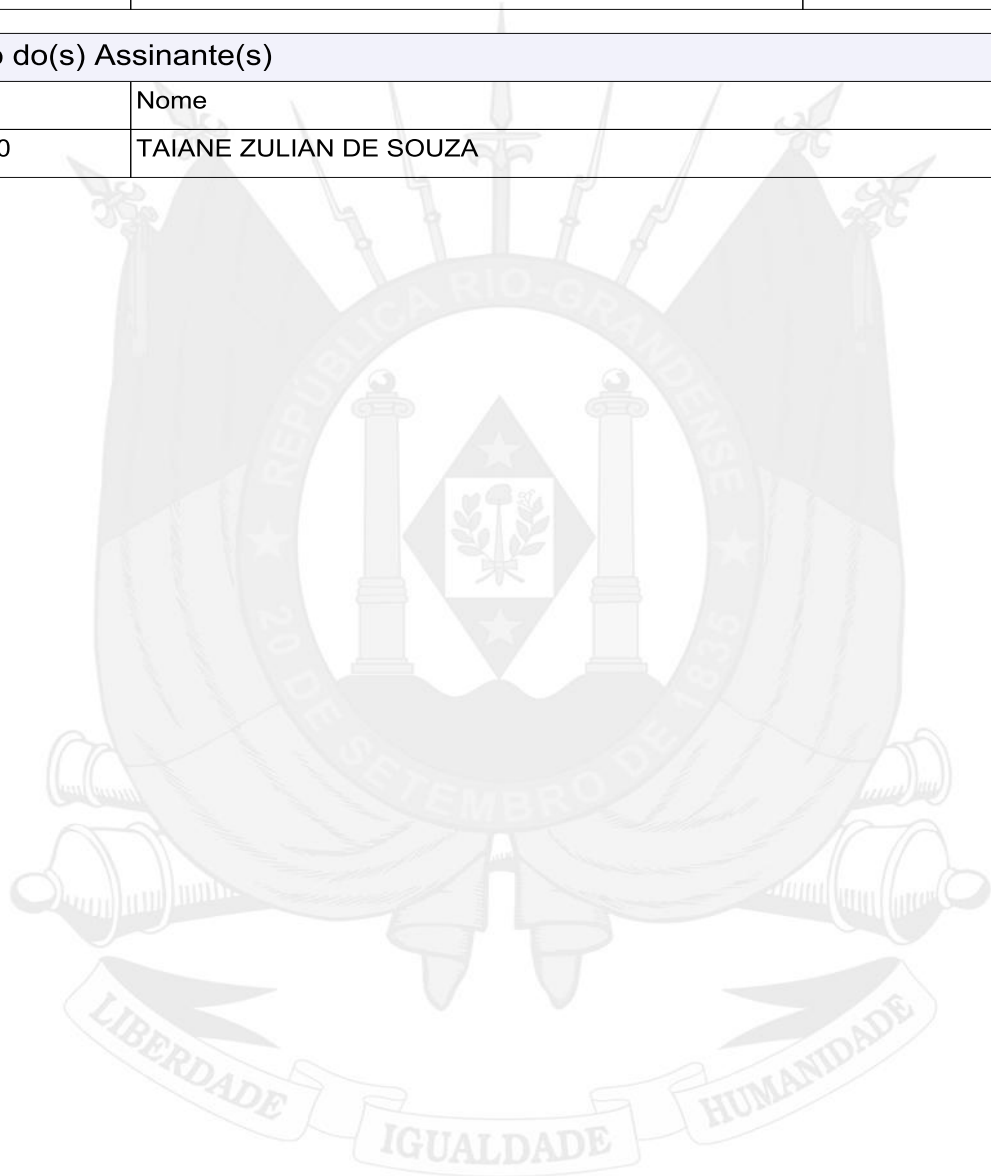 o do(s) Assinante(s)
Nome
0 TAIANE ZULIAN DE SOUZA
REPÚBLICA RIO-GRANDENSE
20 DE SETEMBRO DE 1835
LIBERDADE
IGUALDADE
HUMANIDADE